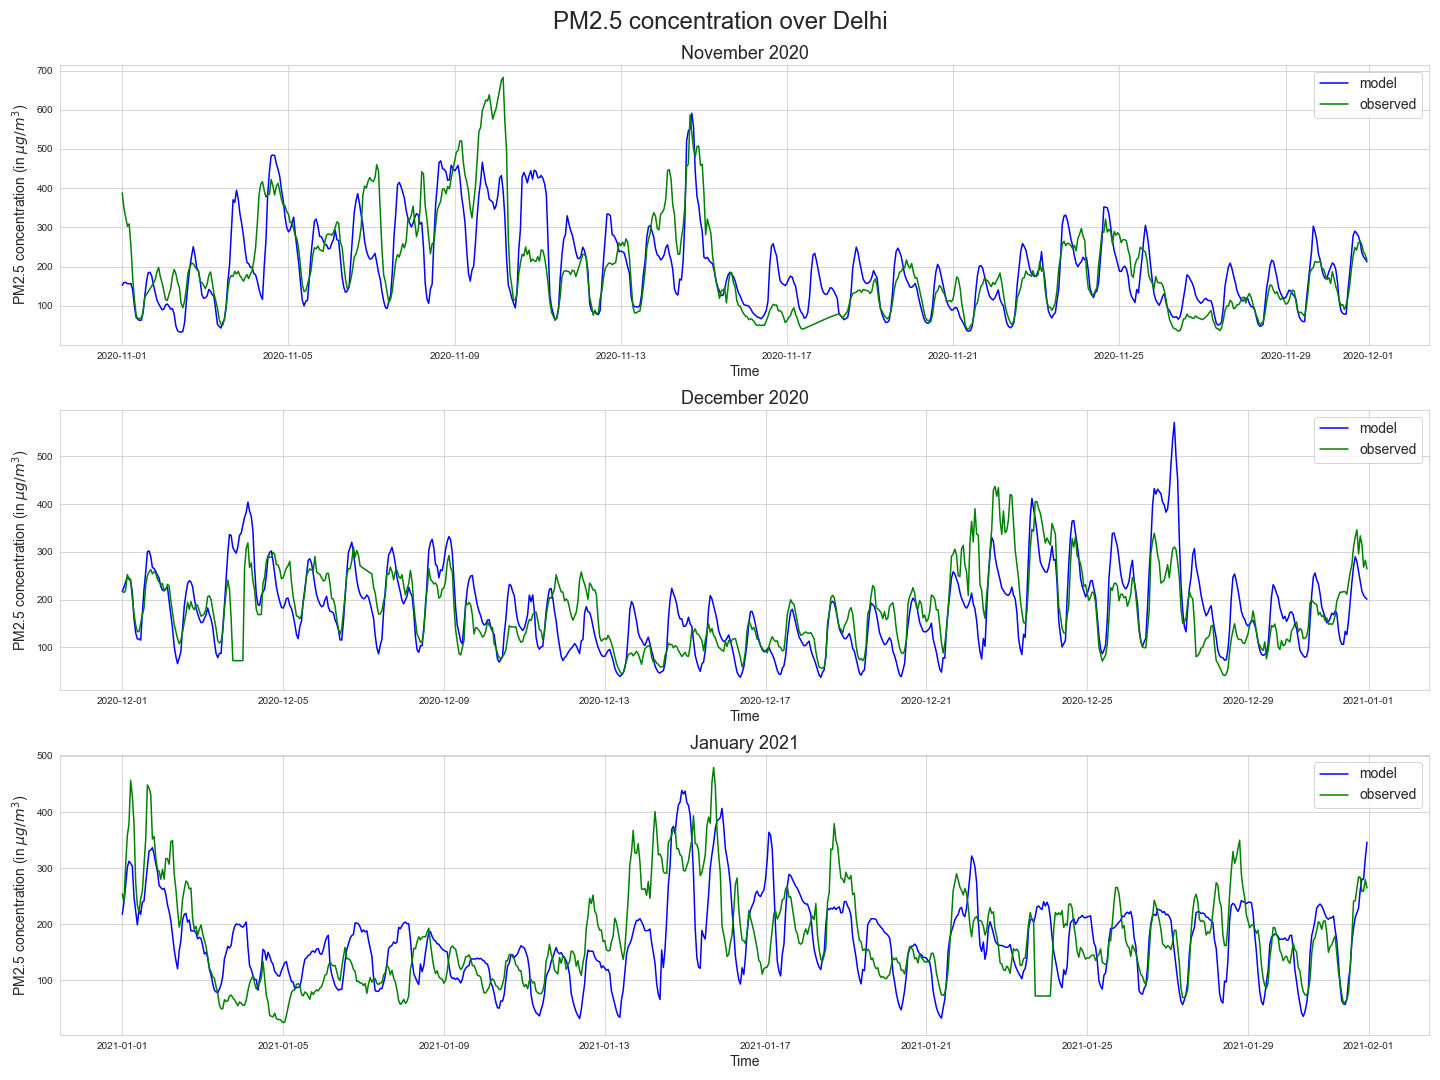 PM2.5 concentration over Delhi
November 2020
PM2.5 concentration (in μg/m³)
700
600
500
400
300
200
100
model
observed
2020-11-01 2020-11-05 2020-11-09 2020-11-13 2020-11-17 2020-11-21 2020-11-25 2020-11-29 2020-12-01
Time
December 2020
PM2.5 concentration (in μg/m³)
500
400
300
200
100
model
observed
2020-12-01 2020-12-05 2020-12-09 2020-12-13 2020-12-17 2020-12-21 2020-12-25 2020-12-29 2021-01-01
Time
January 2021
PM2.5 concentration (in μg/m³)
500
400
300
200
100
model
observed
2021-01-01 2021-01-05 2021-01-09 2021-01-13 2021-01-17 2021-01-21 2021-01-25 2021-01-29 2021-02-01
Time